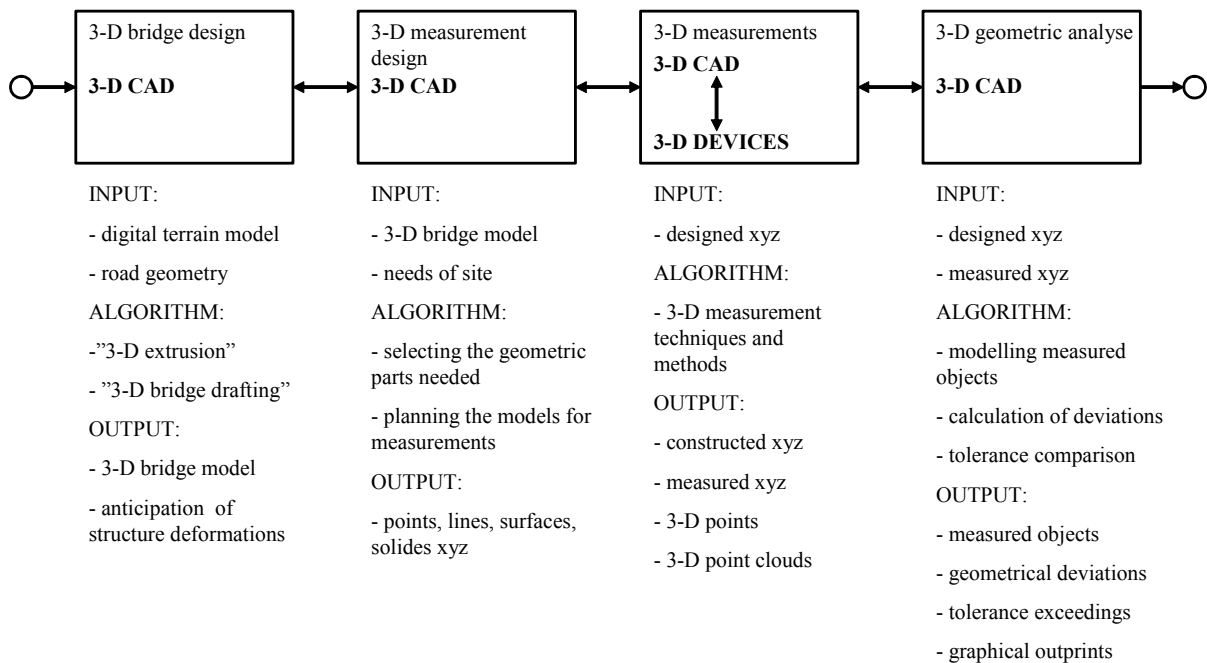 3-D bridge design
3-D CAD
INPUT:
- digital terrain model
- road geometry
ALGORITHM:
-”3-D extrusion”
- ”3-D bridge drafting”
OUTPUT:
- 3-D bridge model
- anticipation of
structure deformations
3-D measurement
design
3-D CAD
INPUT:
- 3-D bridge model
- needs of site
ALGORITHM:
- selecting the geometric
parts needed
- planning the models for
measurements
OUTPUT:
- points, lines, surfaces,
solides xyz
3-D measurements
3-D CAD
3-D DEVICES
INPUT:
- designed xyz
ALGORITHM:
- 3-D measurement
techniques and
methods
OUTPUT:
- constructed xyz
- measured xyz
- 3-D points
- 3-D point clouds
3-D geometric analyse
3-D CAD
INPUT:
- designed xyz
- measured xyz
ALGORITHM:
- modelling measured
objects
- calculation of deviations
- tolerance comparison
OUTPUT:
- measured objects
- geometrical deviations
- tolerance exceedings
- graphical outprints